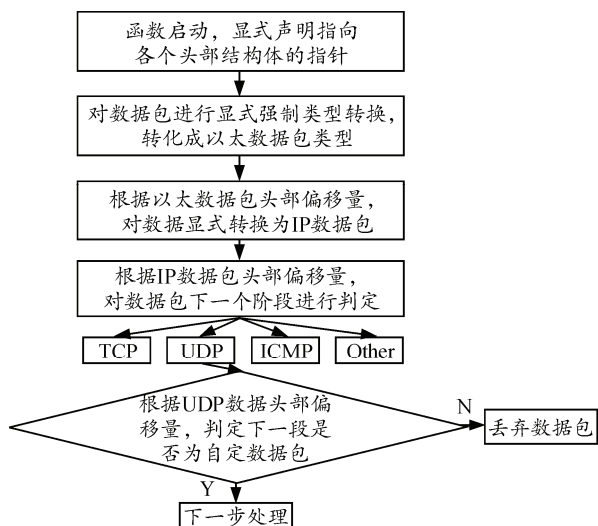 函数启动，显式声明指向
各个头部结构体的指针
对数据包进行显式强制类型转换，
转化成以太数据包类型
根据以太数据包头部偏移量，
对数据显式转换为IP数据包
根据IP数据包头部偏移量，
对数据包下一个阶段进行判定
TCP
UDP
ICMP
Other
根据UDP数据头部偏
移量，判定下一段是
否为自定数据包
N
丢弃数据包
Y
下一步处理